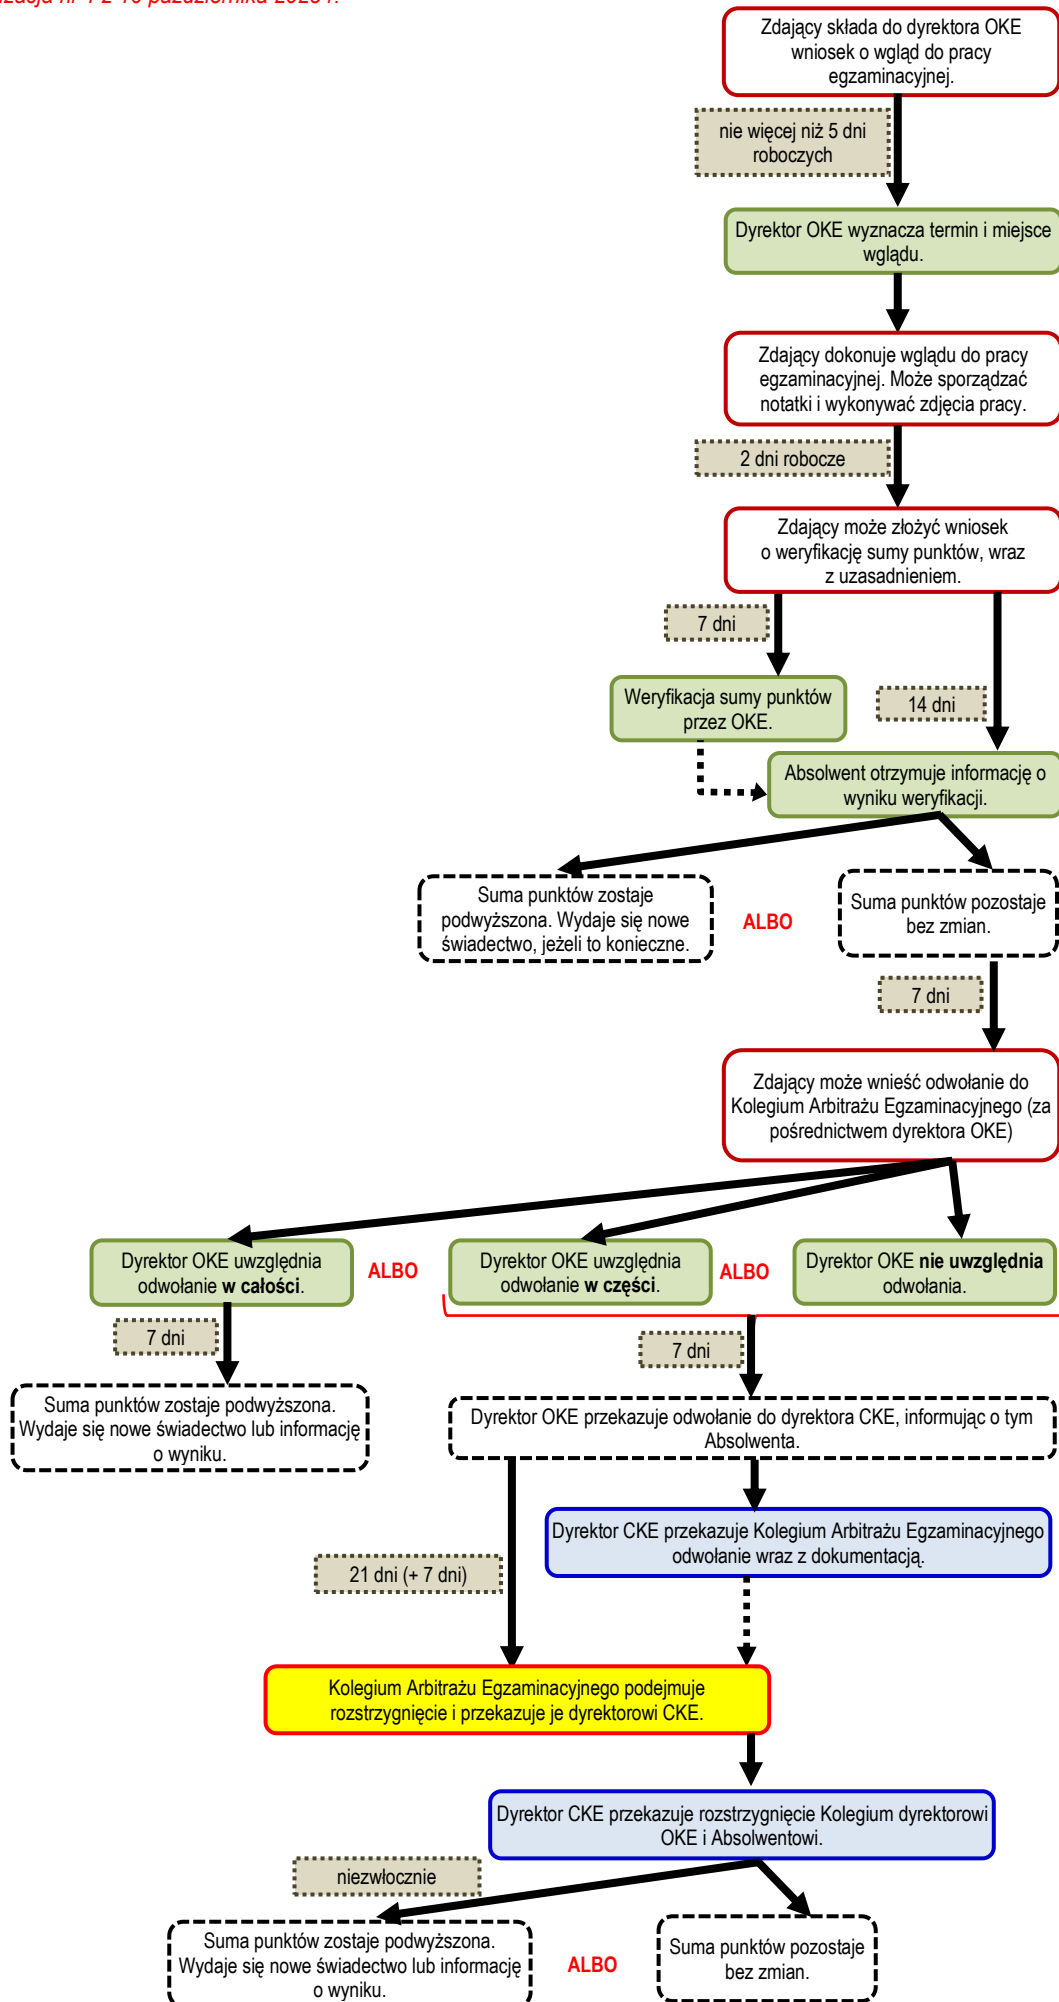 Zdający składa do dyrektora OKE
wniosek o wgląd do pracy
egzaminacyjnej.
nie więcej niż 5 dni
roboczych
Dyrektor OKE wyznacza termin i miejsce
wglądu.
Zdający dokonuje wglądu do pracy
egzaminacyjnej. Może sporządzać
notatki i wykonywać zdjęcia pracy.
2 dni robocze
Zdający może złożyć wniosek
o weryfikację sumy punktów, wraz
z uzasadnieniem.
7 dni
Weryfikacja sumy punktów
przez OKE.
14 dni
Absolwent otrzymuje informację o
wyniku weryfikacji.
Suma punktów zostaje
podwyższona. Wydaje się nowe
świadectwo, jeżeli to konieczne.
ALBO
Suma punktów pozostaje
bez zmian.
7 dni
Zdający może wnieść odwołanie do
Kolegium Arbitrażu Egzaminacyjnego (za
pośrednictwem dyrektora OKE)
Dyrektor OKE uwzględnia
odwołanie w całości.
ALBO
Dyrektor OKE uwzględnia
odwołanie w części.
ALBO
Dyrektor OKE nie uwzględnia
odwołania.
7 dni
7 dni
Suma punktów zostaje podwyższona.
Wydaje się nowe świadectwo lub informację
o wyniku.
Dyrektor OKE przekazuje odwołanie do dyrektora CKE, informując o tym
Absolwenta.
Dyrektor CKE przekazuje Kolegium Arbitrażu Egzaminacyjnego
odwołanie wraz z dokumentacją.
21 dni (+ 7 dni)
Kolegium Arbitrażu Egzaminacyjnego podejmuje
rozstrzygnięcie i przekazuje je dyrektorowi CKE.
Dyrektor CKE przekazuje rozstrzygnięcie Kolegium dyrektorowi
OKE i Absolwentowi.
niezwłocznie
Suma punktów zostaje podwyższona.
Wydaje się nowe świadectwo lub informację
o wyniku.
ALBO
Suma punktów pozostaje
bez zmian.